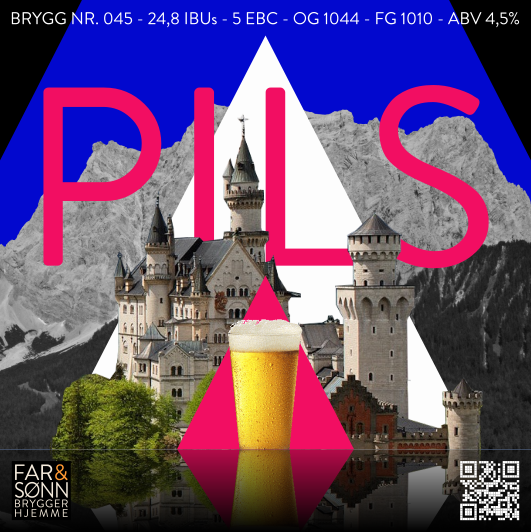 BRYGG NR. 045 - 24,8 IBUs - 5 EBC - OG 1044 - FG 1010 - ABV 4,5%
PILS
FAR&
SØNN
BRYGGER
HJEMME